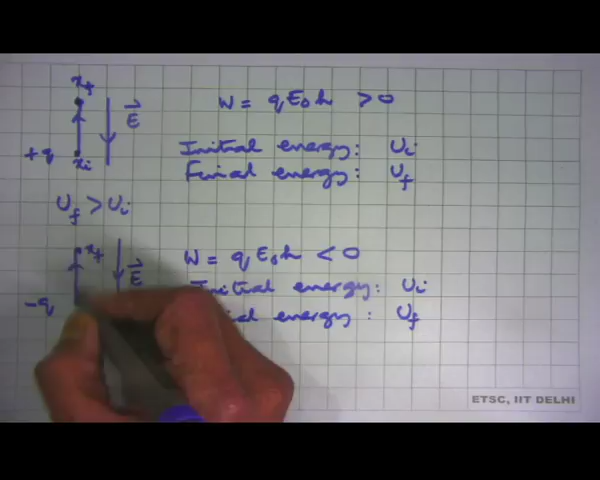 x_f
E⃗
W = qE₀h > 0
+q
x_i
Initial energy: U_i
Final energy: U_f
U_f > U_i
x_f
E⃗
W = qE₀h < 0
-q
Initial energy: U_i
energy: U_f
ETSC, IIT DELHI